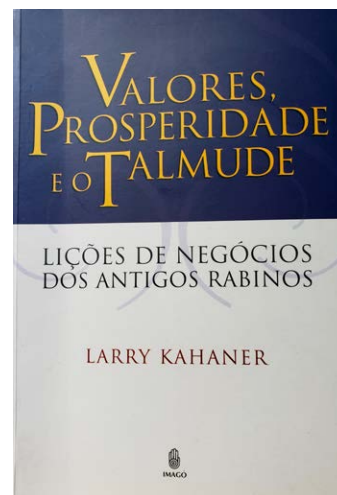 VALORES,
PROSPERIDADE
E O TALMUDE
LIÇÕES DE NEGÓCIOS
DOS ANTIGOS RABINOS
LARRY KAHANER
IMAGO